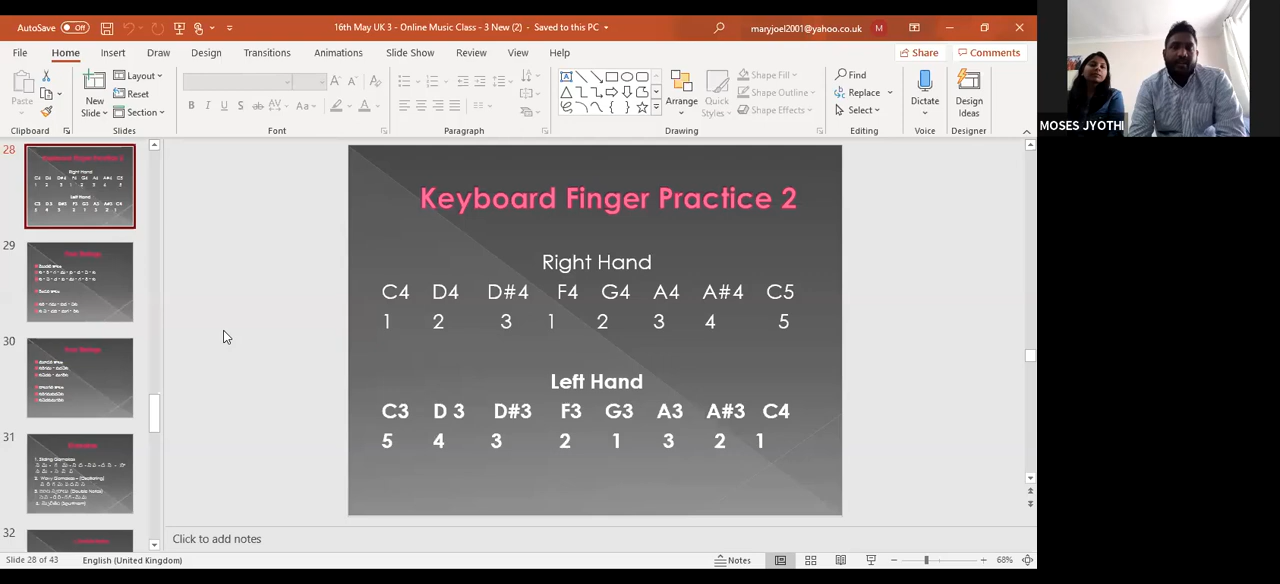 AutoSave Off
16th May UK 3 - Online Music Class - 3 New (2) - Saved to this PC
maryjoel2001@yahoo.co.uk M
File Home Insert Draw Design Transitions Animations Slide Show Review View Help
Share Comments
Paste
New Slide
Layout
Reset
Section
Arrange
Quick Styles
Shape Fill
Shape Outline
Shape Effects
Find
Replace
Select
Dictate
Design Ideas
Clipboard Slides Font Paragraph Drawing Editing Voice Designer
MOSES JYOTHI
28
29
30
31
32
Keyboard Finger Practice 2
Right Hand
C4 D4 D#4 F4 G4 A4 A#4 C5
1 2 3 1 2 3 4 5
Left Hand
C3 D 3 D#3 F3 G3 A3 A#3 C4
5 4 3 2 1 3 2 1
Click to add notes
Slide 28 of 43 English (United Kingdom) Notes 68%